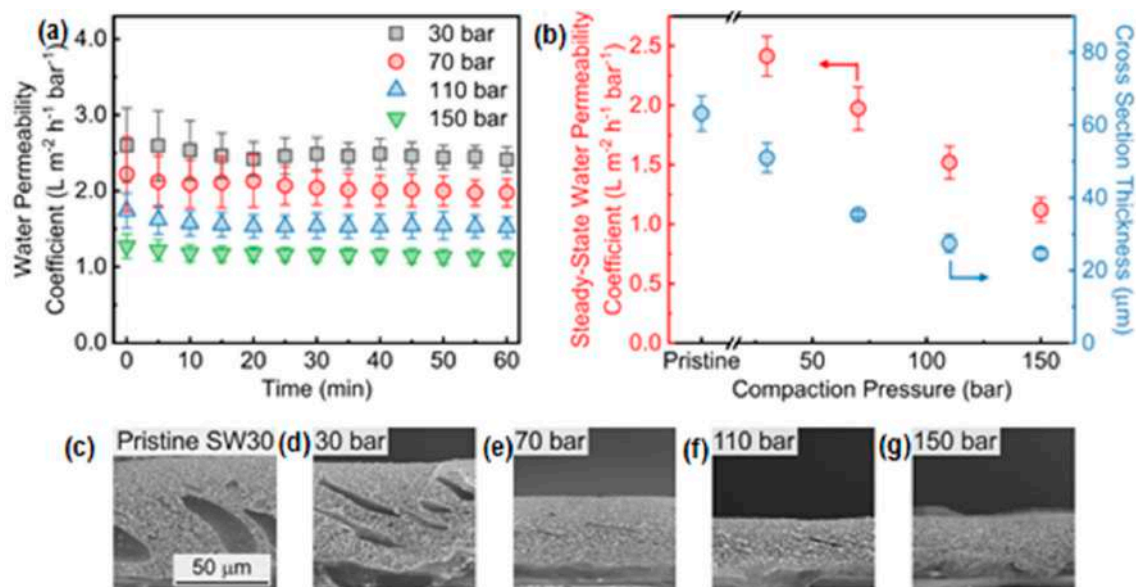 (a)
4.0
3.0
2.0
1.0
0.0
0 10 20 30 40 50 60
Time (min)
Water Permeability
Coefficient (L m⁻² h⁻¹ bar⁻¹)
30 bar
70 bar
110 bar
150 bar
(b)
2.5
2.0
1.5
1.0
0.5
0.0
Steady-State Water Permeability
Coefficient (L m⁻² h⁻¹ bar⁻¹)
Pristine 50 100 150
Compaction Pressure (bar)
80
60
40
20
0
Cross Section Thickness (μm)
(c) Pristine SW30
50 μm
(d) 30 bar
(e) 70 bar
(f) 110 bar
(g) 150 bar